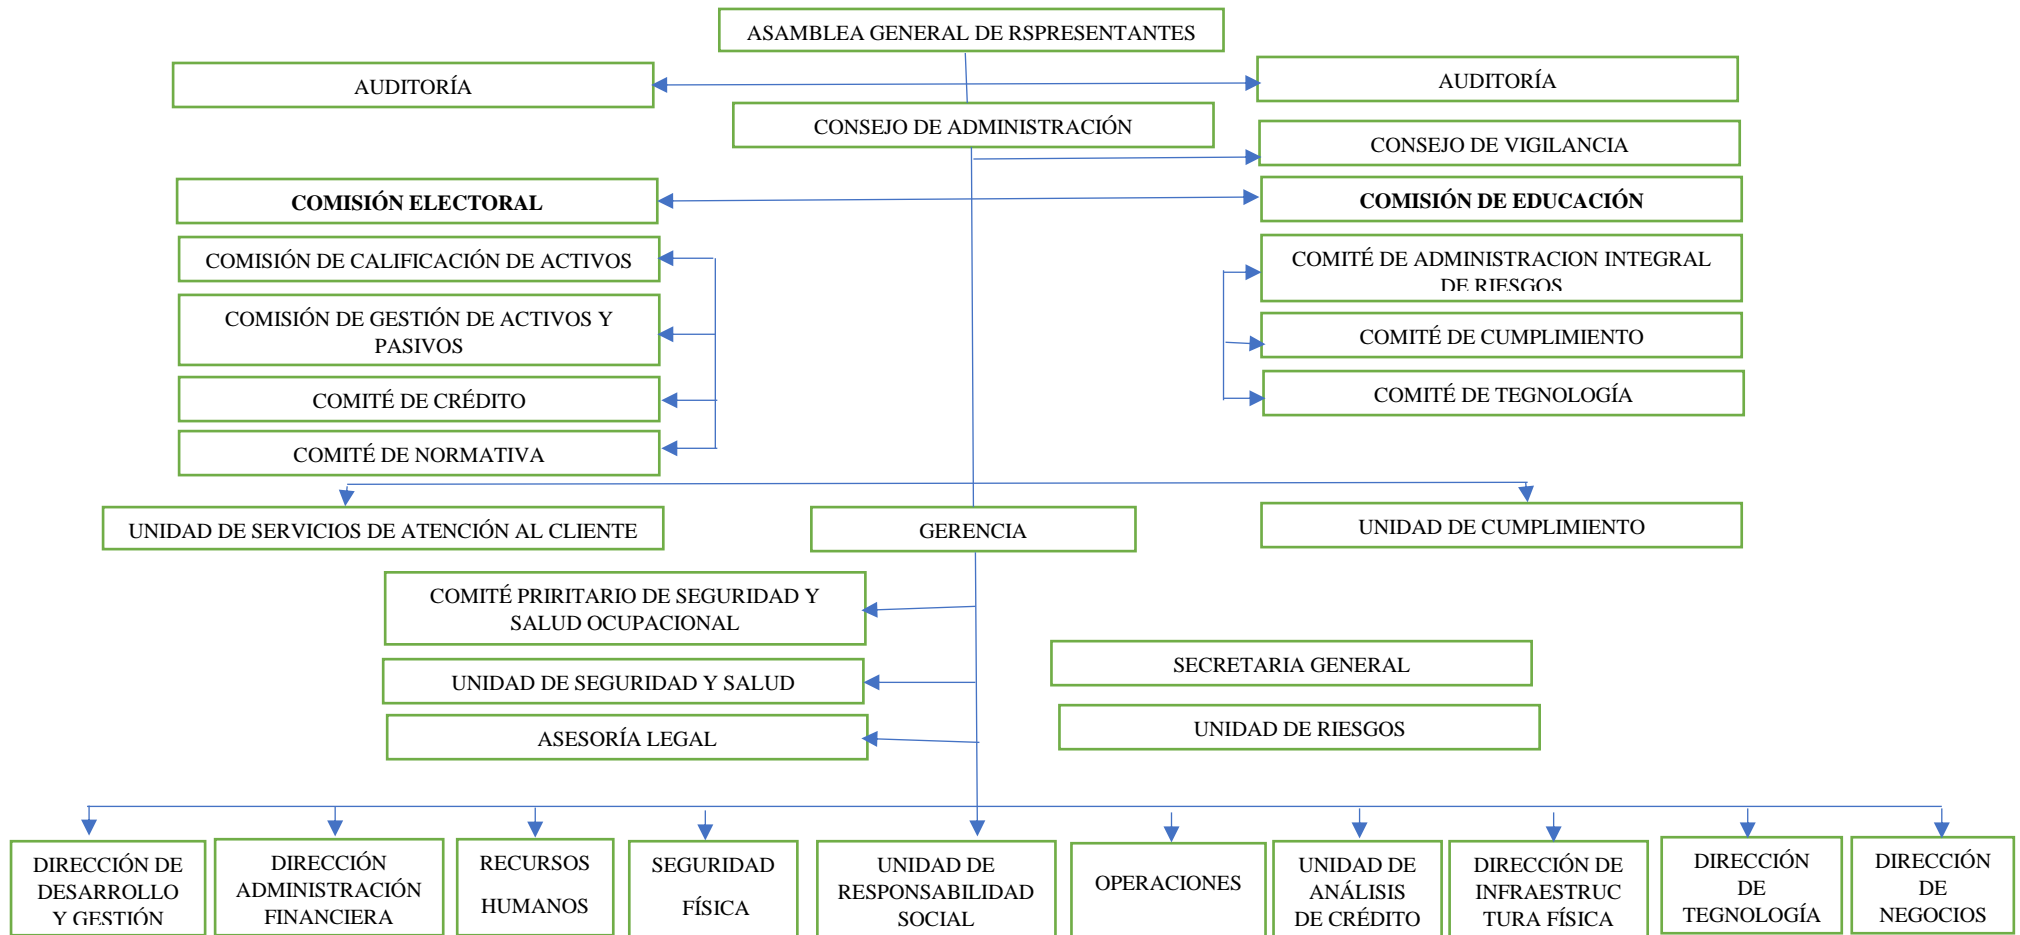 ASAMBLEA GENERAL DE RSPRESENTANTES
AUDITORÍA
AUDITORÍA
CONSEJO DE ADMINISTRACIÓN
CONSEJO DE VIGILANCIA
COMISIÓN ELECTORAL
COMISIÓN DE EDUCACIÓN
COMISIÓN DE CALIFICACIÓN DE ACTIVOS
COMITÉ DE ADMINISTRACION INTEGRAL
DE RIESGOS
COMISIÓN DE GESTIÓN DE ACTIVOS Y
PASIVOS
COMITÉ DE CUMPLIMIENTO
COMITÉ DE CRÉDITO
COMITÉ DE TEGNOLOGÍA
COMITÉ DE NORMATIVA
UNIDAD DE SERVICIOS DE ATENCIÓN AL CLIENTE
GERENCIA
UNIDAD DE CUMPLIMIENTO
COMITÉ PRIRITARIO DE SEGURIDAD Y
SALUD OCUPACIONAL
SECRETARIA GENERAL
UNIDAD DE SEGURIDAD Y SALUD
UNIDAD DE RIESGOS
ASESORÍA LEGAL
DIRECCIÓN DE
DESARROLLO
Y GESTIÓN
DIRECCIÓN
ADMINISTRACIÓN
FINANCIERA
RECURSOS
HUMANOS
SEGURIDAD
FÍSICA
UNIDAD DE
RESPONSABILIDAD
SOCIAL
OPERACIONES
UNIDAD DE
ANÁLISIS
DE CRÉDITO
DIRECCIÓN DE
INFRAESTRUC
TURA FÍSICA
DIRECCIÓN
DE
TEGNOLOGÍA
DIRECCIÓN
DE
NEGOCIOS